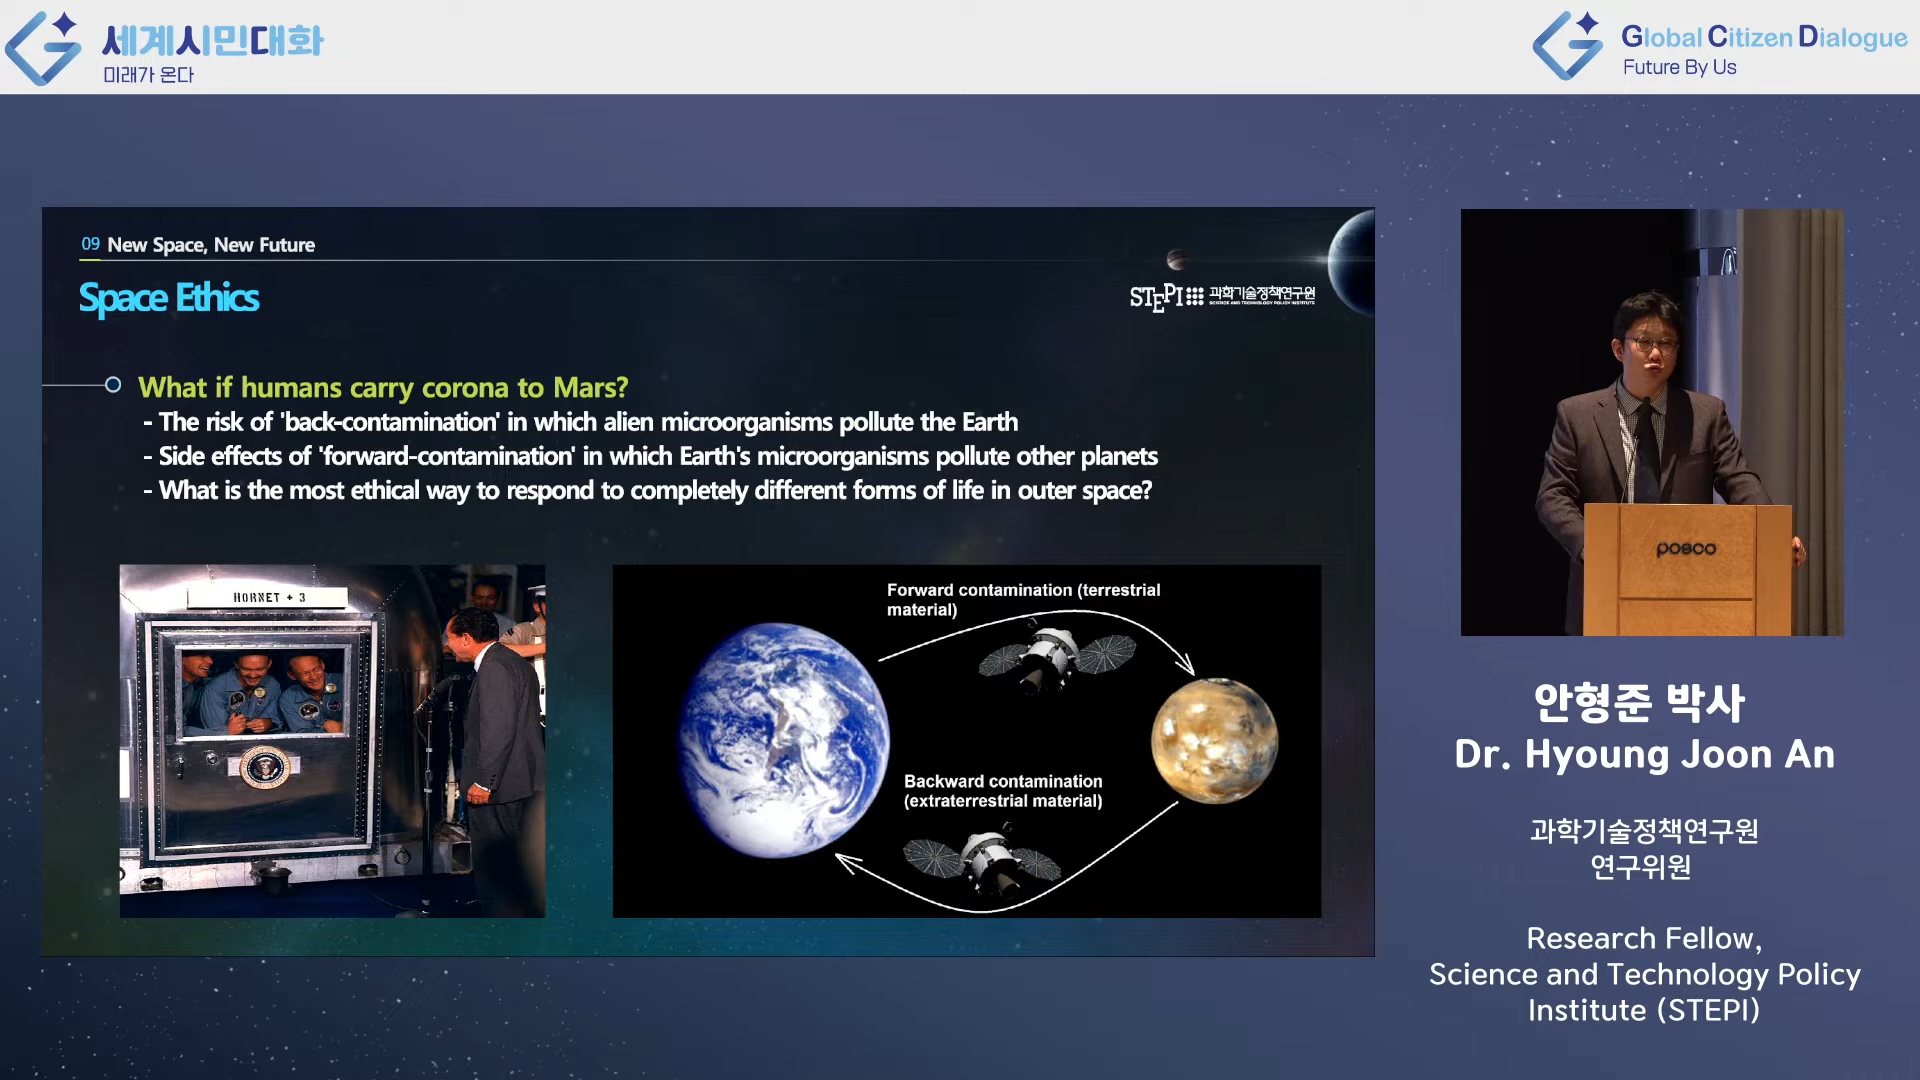 세계시민대화
미래가 온다
Global Citizen Dialogue
Future By Us
09 New Space, New Future
Space Ethics
STEPI 과학기술정책연구원
SCIENCE AND TECHNOLOGY POLICY INSTITUTE
What if humans carry corona to Mars?
- The risk of 'back-contamination' in which alien microorganisms pollute the Earth
- Side effects of 'forward-contamination' in which Earth's microorganisms pollute other planets
- What is the most ethical way to respond to completely different forms of life in outer space?
HORNET + 3
Forward contamination (terrestrial
material)
Backward contamination
(extraterrestrial material)
posco
안형준 박사
Dr. Hyoung Joon An
과학기술정책연구원
연구위원
Research Fellow,
Science and Technology Policy
Institute (STEPI)